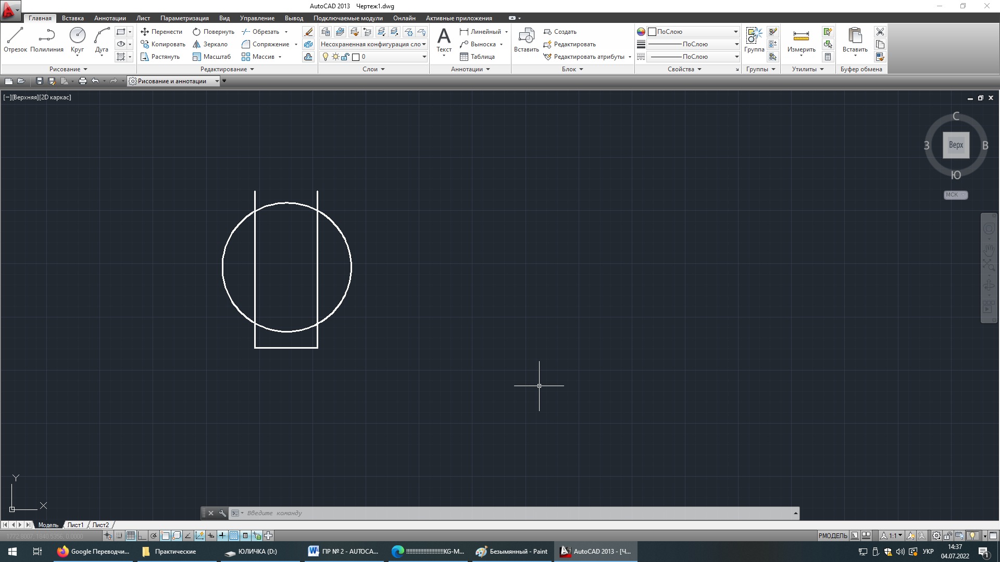 AutoCAD 2013 Чертеж1.dwg
Главная Вставка Аннотации Лист Параметризация Вид Управление Вывод Подключаемые модули Онлайн Активные приложения
Отрезок Полилиния Круг Дуга
Рисование
Перенести Повернуть Обрезать
Копировать Зеркало Сопряжение
Растянуть Масштаб Массив
Редактирование
Несохраненная конфигурация сло
0
Слои
Текст
Линейный
Выноска
Таблица
Аннотации
Вставить
Создать
Редактировать
Редактировать атрибуты
Блок
ПоСлою
ПоСлою
ПоСлою
Свойства
Группа
Группы
Измерить
Утилиты
Вставить
Буфер обмена
Рисование и аннотации
[−][Верхняя][2D каркас]
С
З Верх В
Ю
МСК
Y
X
Введите команду
Модель Лист1 Лист2
1772.8007, 1840.5356, 0.0000
РМОДЕЛЬ 1:1
Google Переводчи... Практические ЮЛИЧКА (D:) ПР № 2 - AUTOCA... !!!!!!!!!!!!!!!!!!!!!!!!!KG-M... Безымянный - Paint AutoCAD 2013 - [Ч...
УКР
14:37
04.07.2022
1